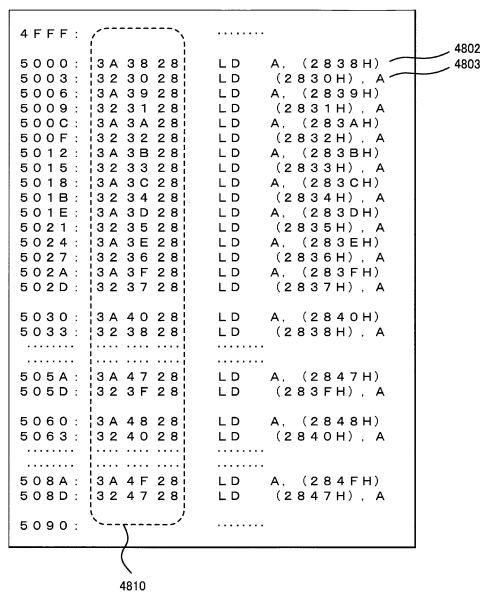 4FFF: ........
5000: 3A 38 28 LD A, (2838H) 4802
5003: 32 30 28 LD (2830H), A 4803
5006: 3A 39 28 LD A, (2839H)
5009: 32 31 28 LD (2831H), A
500C: 3A 3A 28 LD A, (283AH)
500F: 32 32 28 LD (2832H), A
5012: 3A 3B 28 LD A, (283BH)
5015: 32 33 28 LD (2833H), A
5018: 3A 3C 28 LD A, (283CH)
501B: 32 34 28 LD (2834H), A
501E: 3A 3D 28 LD A, (283DH)
5021: 32 35 28 LD (2835H), A
5024: 3A 3E 28 LD A, (283EH)
5027: 32 36 28 LD (2836H), A
502A: 3A 3F 28 LD A, (283FH)
502D: 32 37 28 LD (2837H), A
5030: 3A 40 28 LD A, (2840H)
5033: 32 38 28 LD (2838H), A
........ .... .... .... ........
........ .... .... .... ........
505A: 3A 47 28 LD A, (2847H)
505D: 32 3F 28 LD (283FH), A
5060: 3A 48 28 LD A, (2848H)
5063: 32 40 28 LD (2840H), A
........ .... .... .... ........
........ .... .... .... ........
508A: 3A 4F 28 LD A, (284FH)
508D: 32 47 28 LD (2847H), A
5090: ........
4810